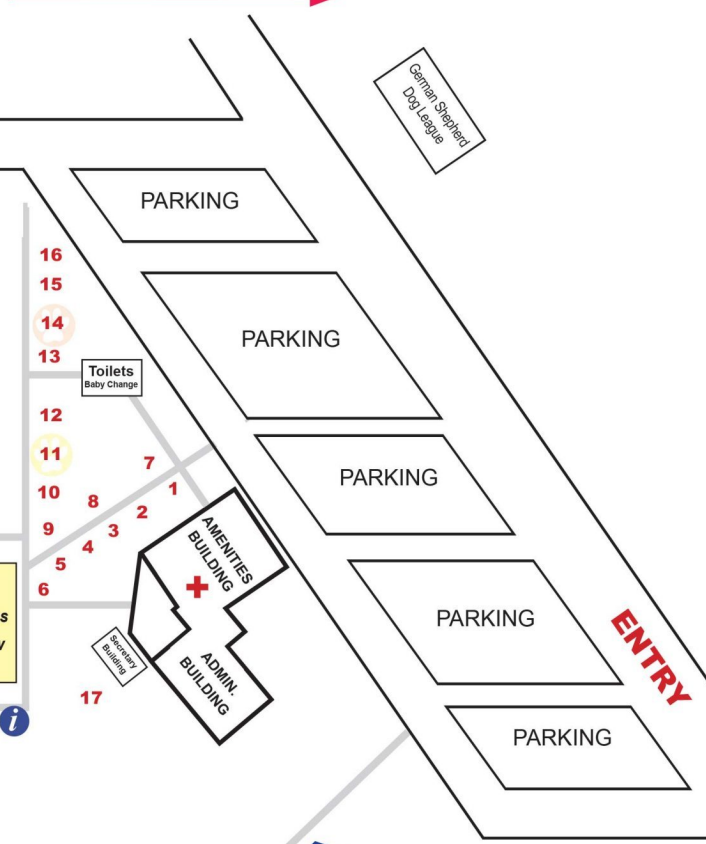 German Shepherd
Dog League
PARKING
16
15
14
13
PARKING
Toilets
Baby Change
12
11
10
9
8
7
1
2
3
4
5
6
PARKING
AMENITIES
BUILDING
PARKING
ENTRY
s
Secretary
Building
ADMIN.
BUILDING
17
i
PARKING